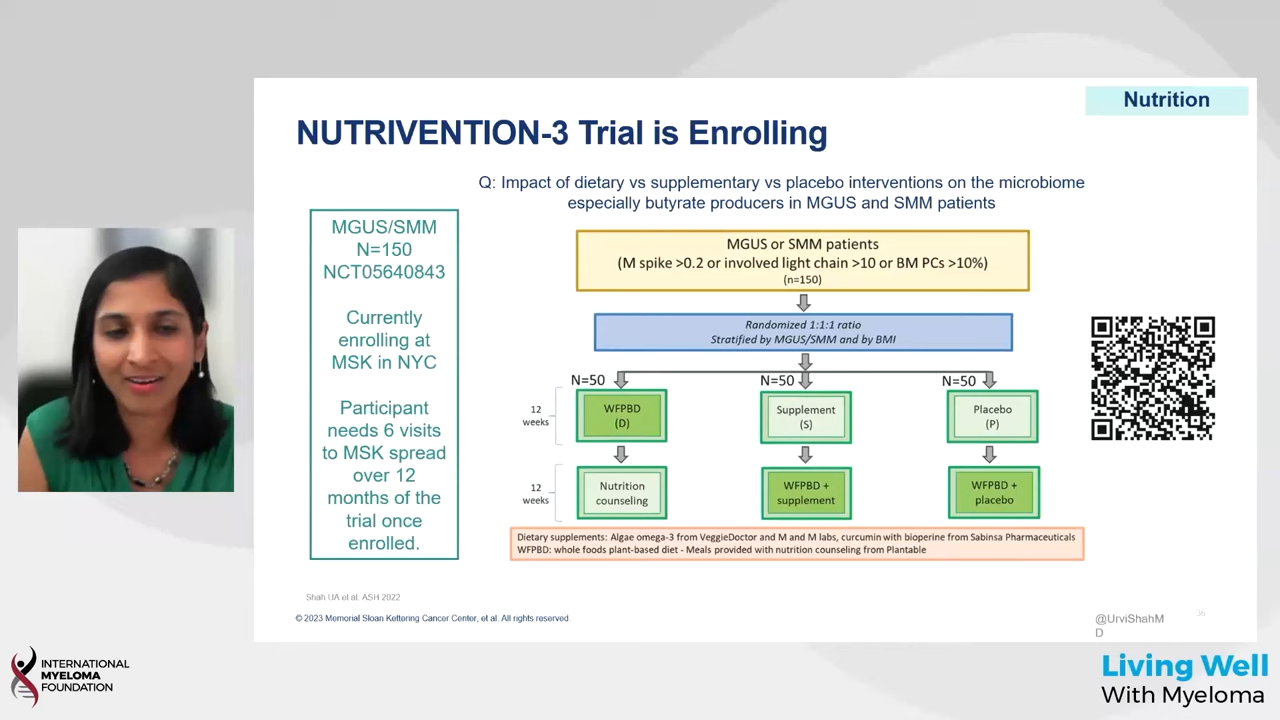 Nutrition
NUTRIVENTION-3 Trial is Enrolling
Q: Impact of dietary vs supplementary vs placebo interventions on the microbiome
especially butyrate producers in MGUS and SMM patients
MGUS/SMM
N=150
NCT05640843
Currently
enrolling at
MSK in NYC
Participant
needs 6 visits
to MSK spread
over 12
months of the
trial once
enrolled.
MGUS or SMM patients
(M spike >0.2 or involved light chain >10 or BM PCs >10%)
(n=150)
Randomized 1:1:1 ratio
Stratified by MGUS/SMM and by BMI
N=50
N=50
N=50
12
weeks
WFPBD
(D)
Supplement
(S)
Placebo
(P)
12
weeks
Nutrition
counseling
WFPBD +
supplement
WFPBD +
placebo
Dietary supplements: Algae omega-3 from VeggieDoctor and M and M labs, curcumin with bioperine from Sabinsa Pharmaceuticals
WFPBD: whole foods plant-based diet - Meals provided with nutrition counseling from Plantable
Shah UA et al. ASH 2022
© 2023 Memorial Sloan Kettering Cancer Center, et al. All rights reserved.
36
@UrviShahM
D
INTERNATIONAL
MYELOMA
FOUNDATION
Living Well
With Myeloma